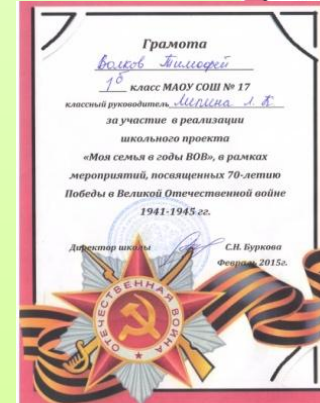 Грамота
Волков Тимофей
1б класс МАОУ СОШ № 17
классный руководитель Липина Л. К
за участие в реализации
школьного проекта
«Моя семья в годы ВОВ», в рамках
мероприятий, посвященных 70-летию
Победы в Великой Отечественной войне
1941-1945 гг.
Директор школы С.Н. Буркова
Февраль 2015г.
ОТЕЧЕСТВЕННАЯ ВОЙНА